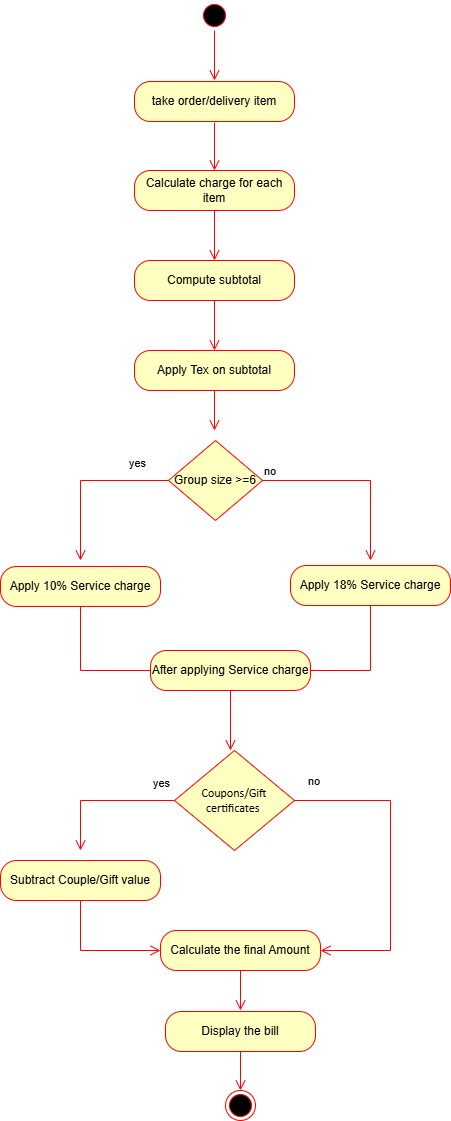 take order/delivery item
Calculate charge for each
item
Compute subtotal
Apply Tex on subtotal
yes
Group size >=6
no
Apply 10% Service charge
Apply 18% Service charge
After applying Service charge
yes
Coupons/Gift
certificates
no
Subtract Couple/Gift value
Calculate the final Amount
Display the bill